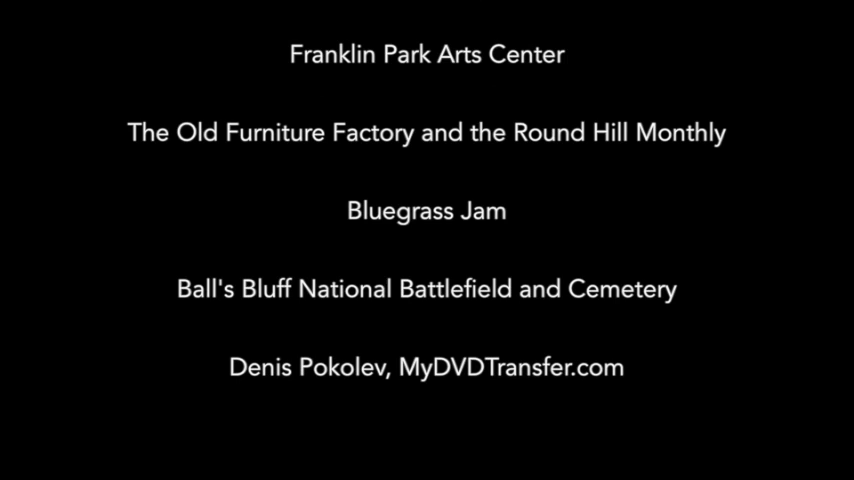 Franklin Park Arts Center
The Old Furniture Factory and the Round Hill Monthly
Bluegrass Jam
Ball's Bluff National Battlefield and Cemetery
Denis Pokolev, MyDVDTransfer.com